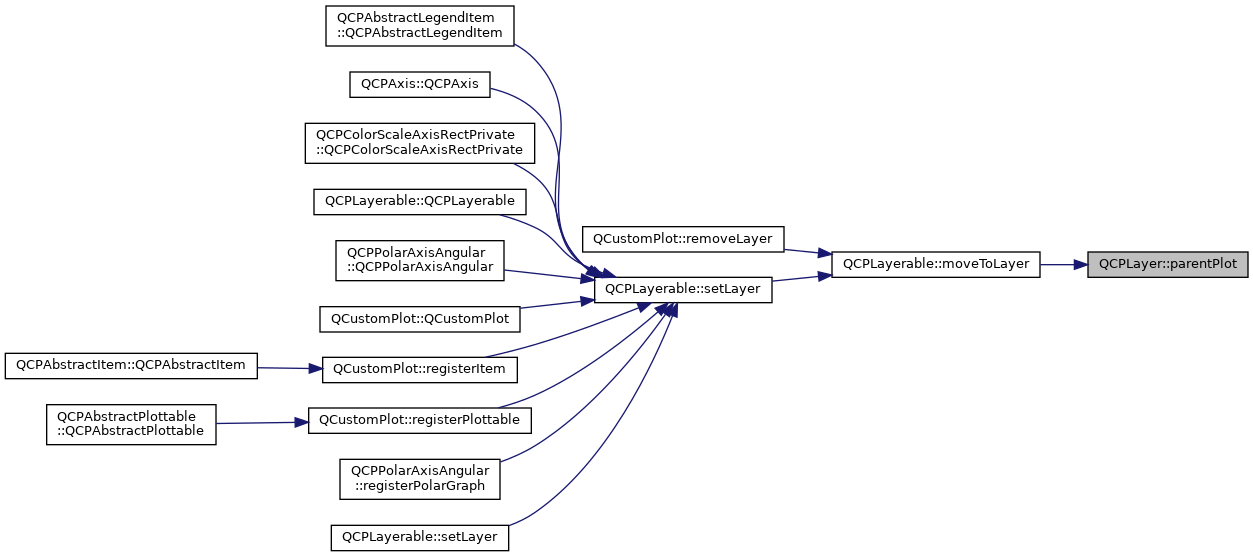 QCPAbstractLegendItem
::QCPAbstractLegendItem
QCPAxis::QCPAxis
QCPColorScaleAxisRectPrivate
::QCPColorScaleAxisRectPrivate
QCPLayerable::QCPLayerable
QCustomPlot::removeLayer
QCPPolarAxisAngular
::QCPPolarAxisAngular
QCPLayerable::moveToLayer
QCPLayer::parentPlot
QCPLayerable::setLayer
QCustomPlot::QCustomPlot
QCPAbstractItem::QCPAbstractItem
QCustomPlot::registerItem
QCPAbstractPlottable
::QCPAbstractPlottable
QCustomPlot::registerPlottable
QCPPolarAxisAngular
::registerPolarGraph
QCPLayerable::setLayer